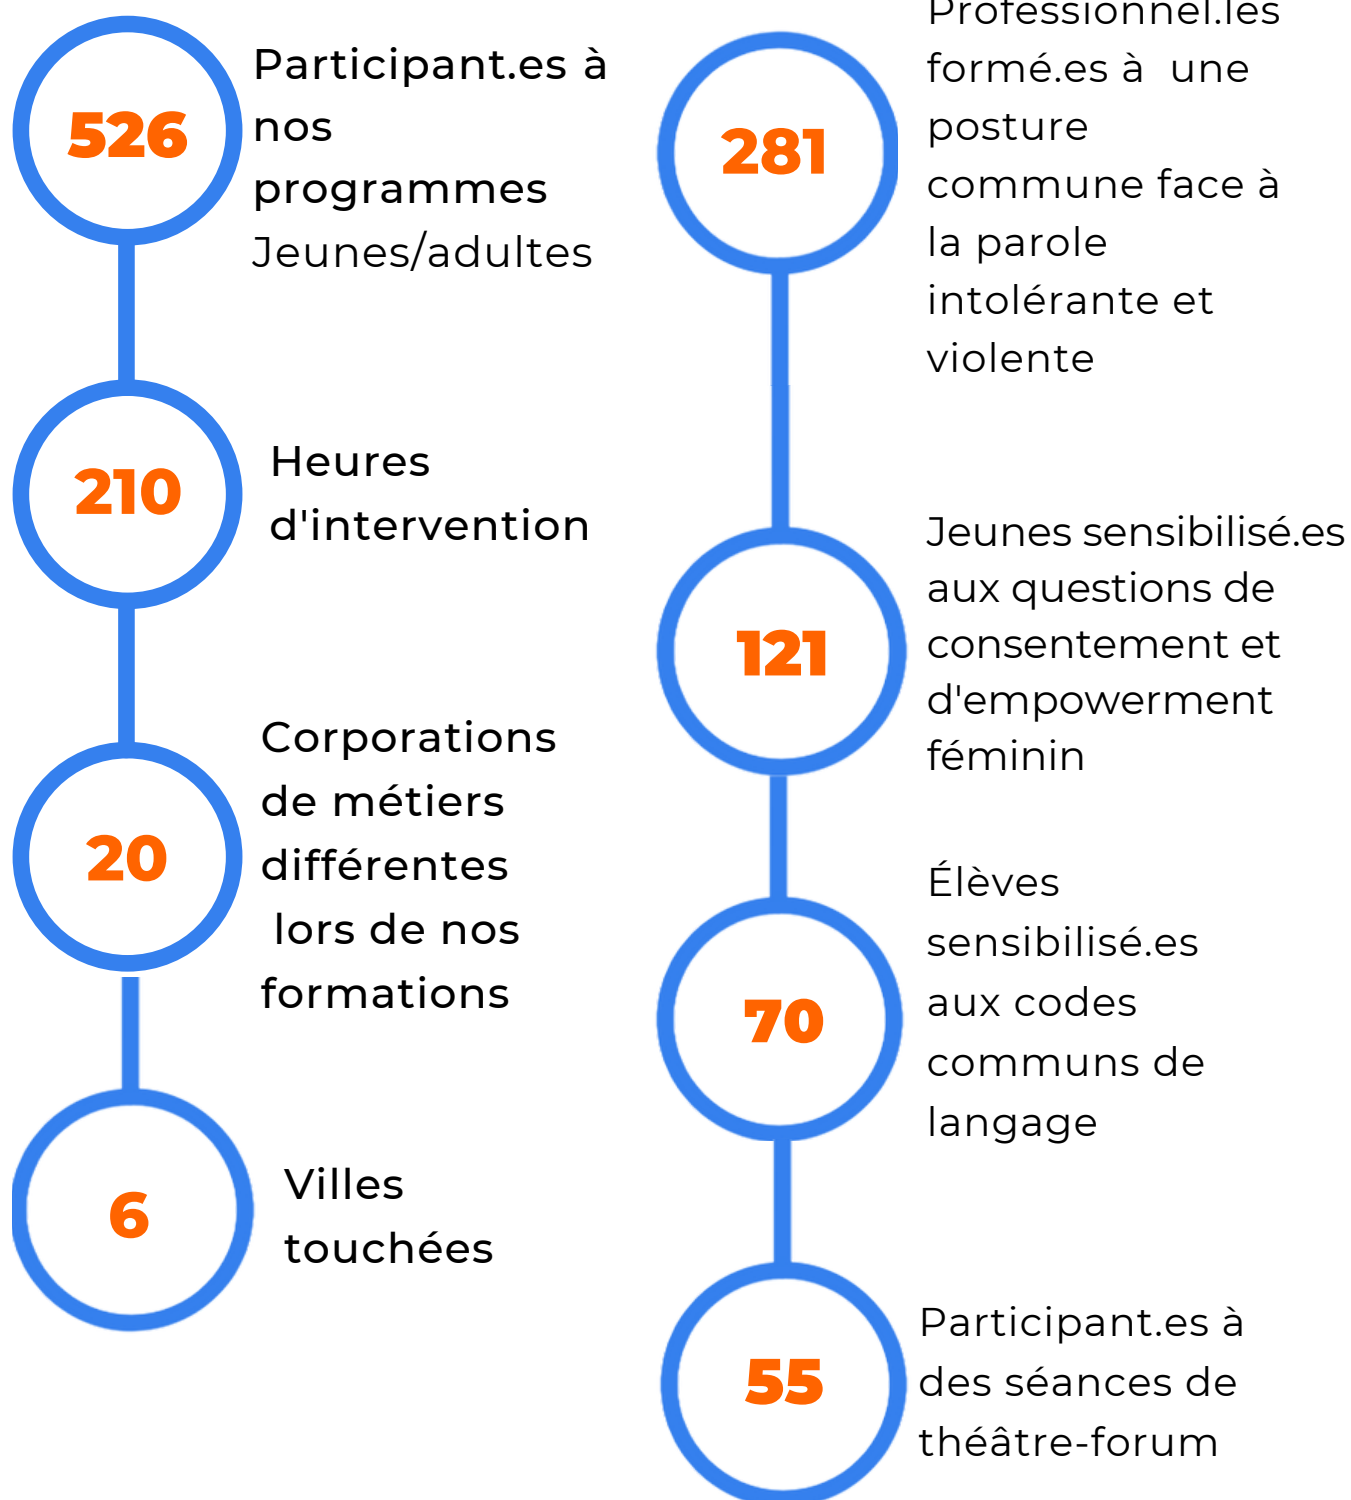 526
Participant.es à
nos
programmes
Jeunes/adultes
210
Heures
d'intervention
20
Corporations
de métiers
différentes
lors de nos
formations
6
Villes
touchées
281
Professionnel.les
formé.es à une
posture
commune face à
la parole
intolérante et
violente
121
Jeunes sensibilisé.es
aux questions de
consentement et
d'empowerment
féminin
70
Élèves
sensibilisé.es
aux codes
communs de
langage
55
Participant.es à
des séances de
théâtre-forum